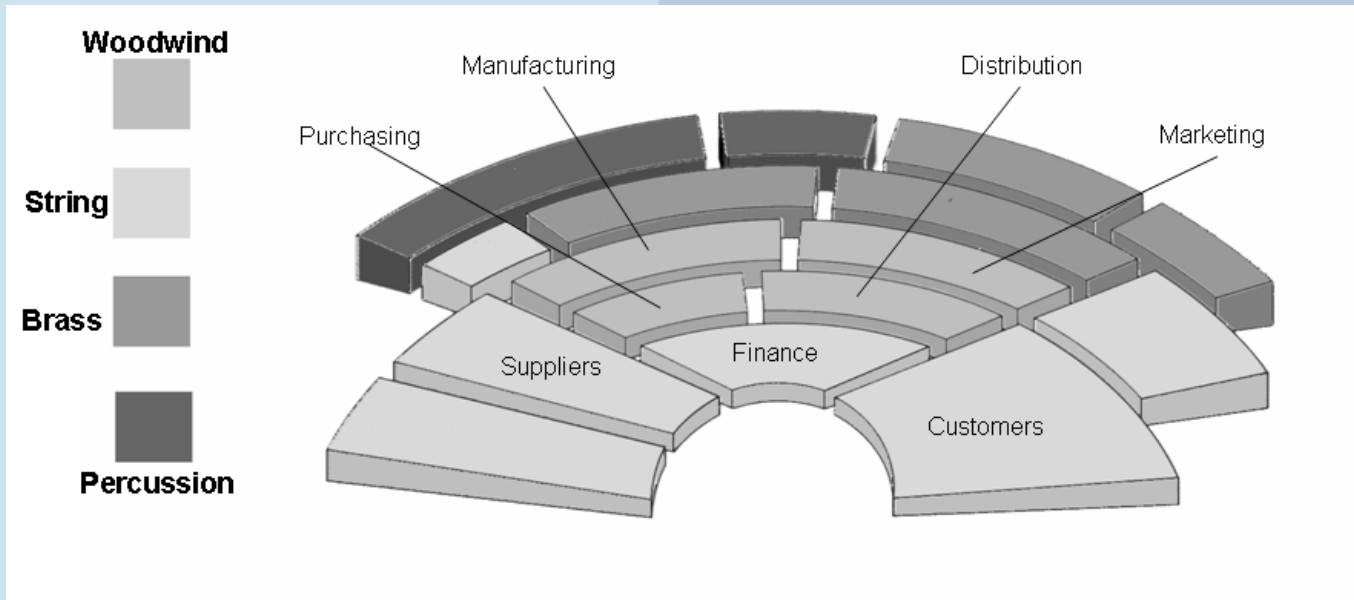 Woodwind
String
Brass
Percussion
Manufacturing
Distribution
Purchasing
Marketing
Suppliers
Finance
Customers